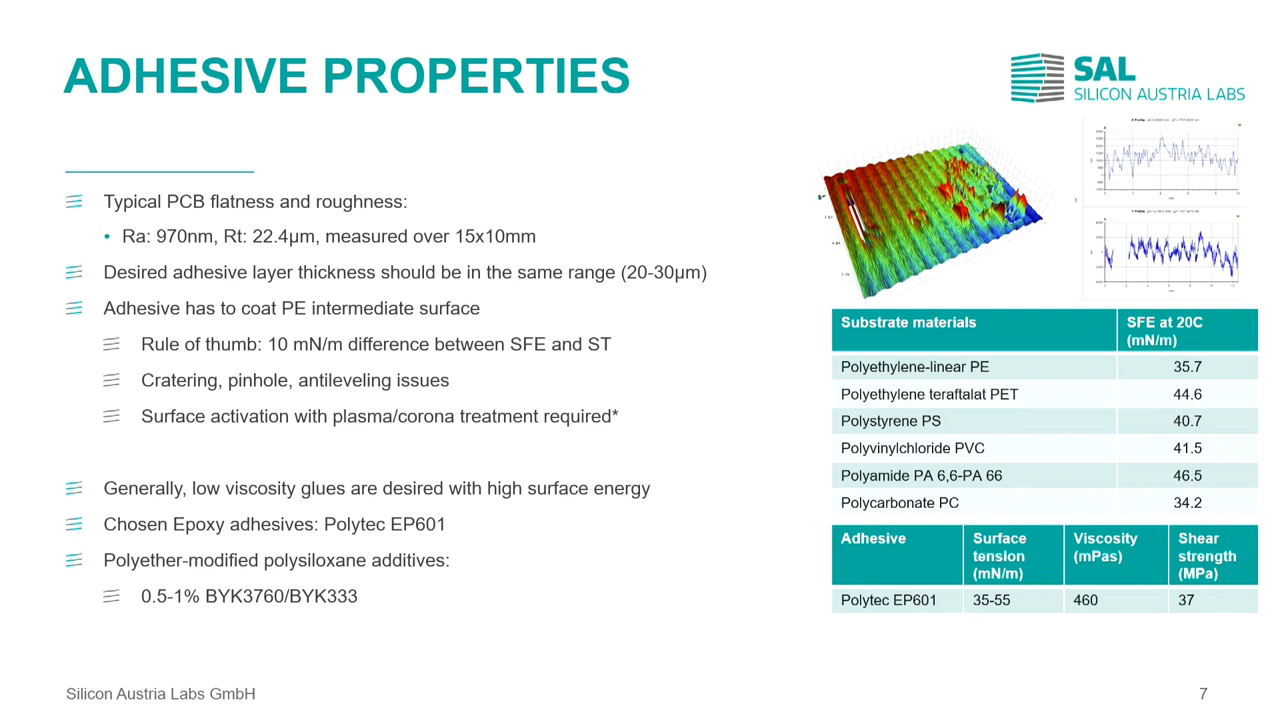 ADHESIVE PROPERTIES
SAL
SILICON AUSTRIA LABS
Typical PCB flatness and roughness:
• Ra: 970nm, Rt: 22.4µm, measured over 15x10mm
Desired adhesive layer thickness should be in the same range (20-30µm)
Adhesive has to coat PE intermediate surface
Rule of thumb: 10 mN/m difference between SFE and ST
Cratering, pinhole, antileveling issues
Surface activation with plasma/corona treatment required*
Generally, low viscosity glues are desired with high surface energy
Chosen Epoxy adhesives: Polytec EP601
Polyether-modified polysiloxane additives:
0.5-1% BYK3760/BYK333
Substrate materials SFE at 20C
(mN/m)
Polyethylene-linear PE 35.7
Polyethylene teraftalat PET 44.6
Polystyrene PS 40.7
Polyvinylchloride PVC 41.5
Polyamide PA 6,6-PA 66 46.5
Polycarbonate PC 34.2
Adhesive Surface Viscosity Shear
tension (mPas) strength
(mN/m) (MPa)
Polytec EP601 35-55 460 37
Silicon Austria Labs GmbH
7